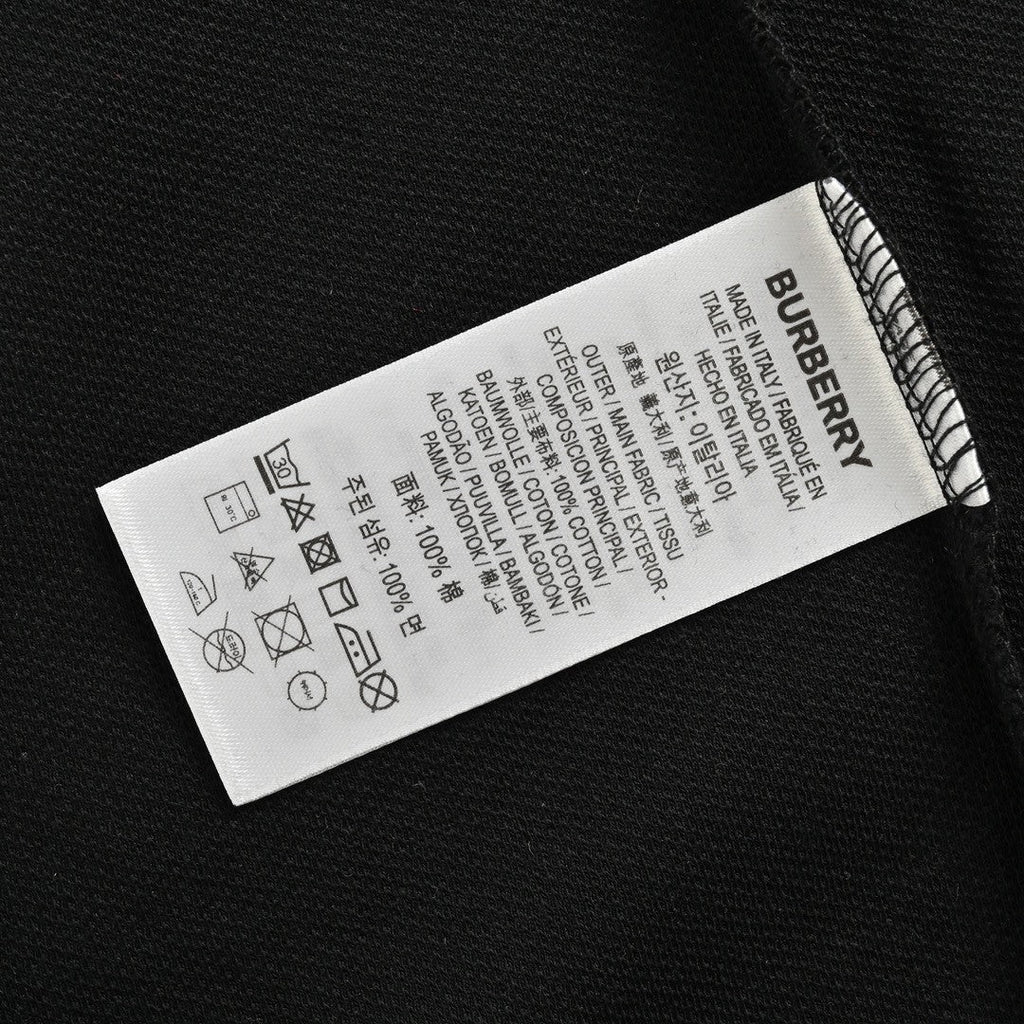 BURBERRY
MADE IN ITALY / FABRIQUÉ EN
ITALIE / FABRICADO EM ITALIA /
HECHO EN ITALIA
원산지: 이탈리아
原產地 義大利 / 原产地意大利
OUTER / MAIN FABRIC / TISSU
EXTÉRIEUR / PRINCIPAL / EXTERIOR -
COMPOSICION PRINCIPAL /
外部/主要布料: 100% COTTON /
BAUMWOLLE / COTON / COTONE /
KATOEN / BOMULL / ALGODÓN /
ALGODÃO / PUUVILLA / BAMBAKI /
PAMUK / ХЛОПОК / 棉/ قطن
面料: 100% 棉
주된 섬유: 100% 면
30
30℃